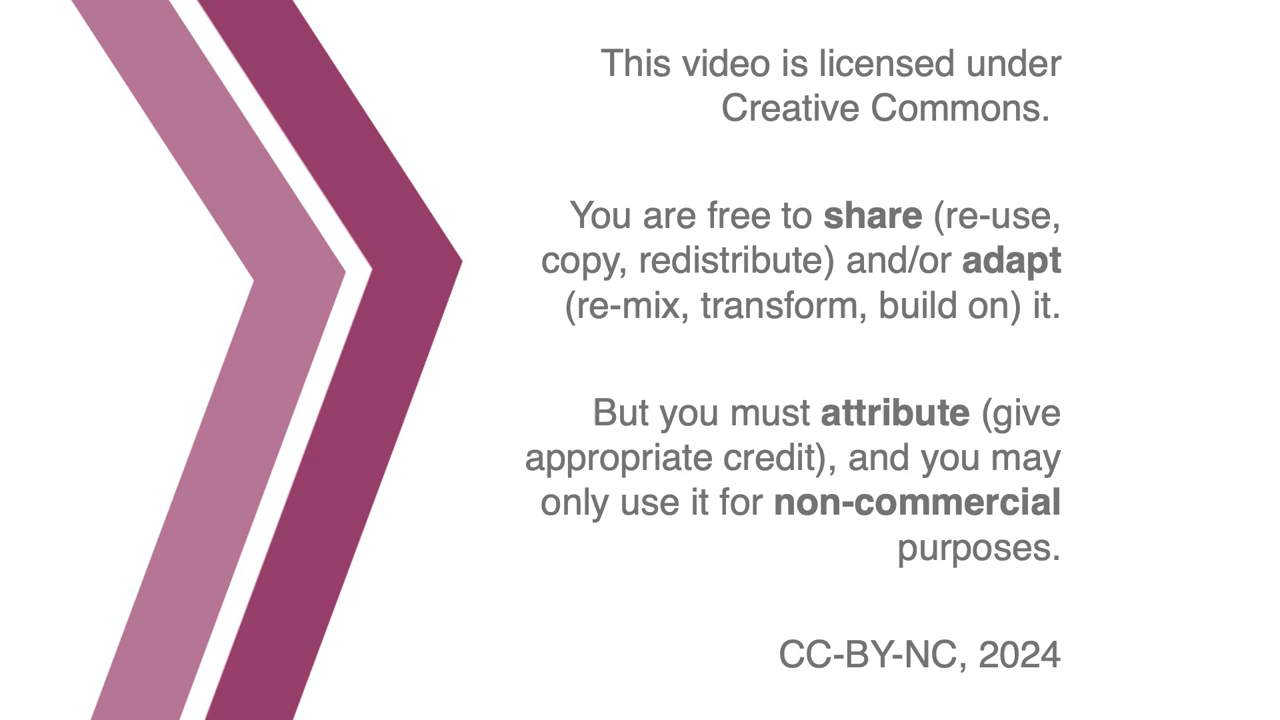 This video is licensed under
Creative Commons.
You are free to share (re-use,
copy, redistribute) and/or adapt
(re-mix, transform, build on) it.
But you must attribute (give
appropriate credit), and you may
only use it for non-commercial
purposes.
CC-BY-NC, 2024